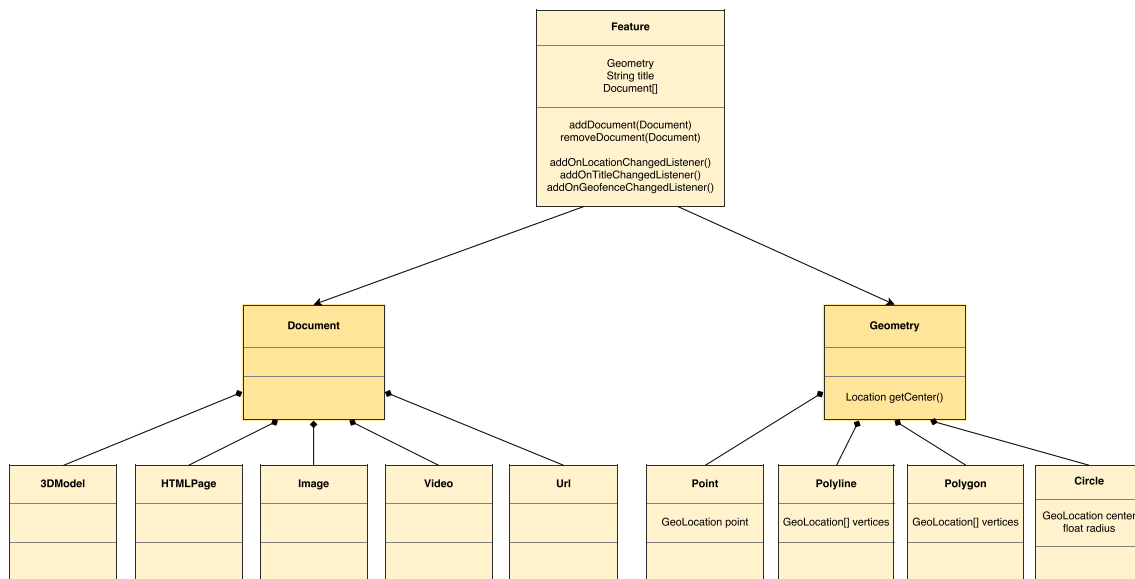 Feature
Geometry
String title
Document[]
addDocument(Document)
removeDocument(Document)
addOnLocationChangedListener()
addOnTitleChangedListener()
addOnGeofenceChangedListener()
Document
Geometry
Location getCenter()
3DModel
HTMLPage
Image
Video
Url
Point
GeoLocation point
Polyline
GeoLocation[] vertices
Polygon
GeoLocation[] vertices
Circle
GeoLocation center
float radius